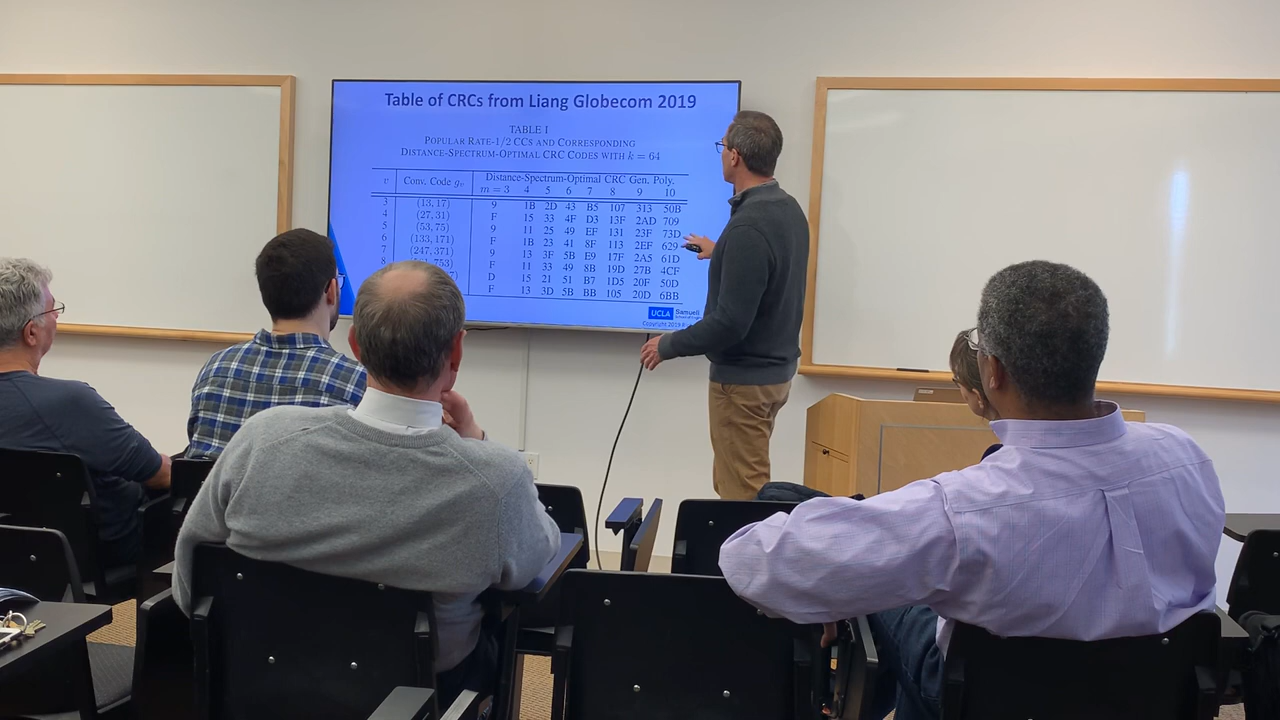 Table of CRCs from Liang Globecom 2019
TABLE I
POPULAR RATE-1/2 CCS AND CORRESPONDING
DISTANCE-SPECTRUM-OPTIMAL CRC CODES WITH k = 64
v Conv. Code g_v Distance-Spectrum-Optimal CRC Gen. Poly.
m = 3 4 5 6 7 8 9 10
3 (13, 17) 9 1B 2D 43 B5 107 313 50B
4 (27, 31) F 15 33 4F D3 13F 2AD 709
5 (53, 75) 9 11 25 49 EF 131 23F 73D
6 (133, 171) F 1B 23 41 8F 113 2EF 629
7 (247, 371) 9 13 3F 5B E9 17F 2A5 61D
8 753) F 11 33 49 8B 19D 27B 4CF
D 15 21 51 B7 1D5 20F 50D
F 13 3D 5B BB 105 20D 6BB
UCLA Samueli
Copyright 2019